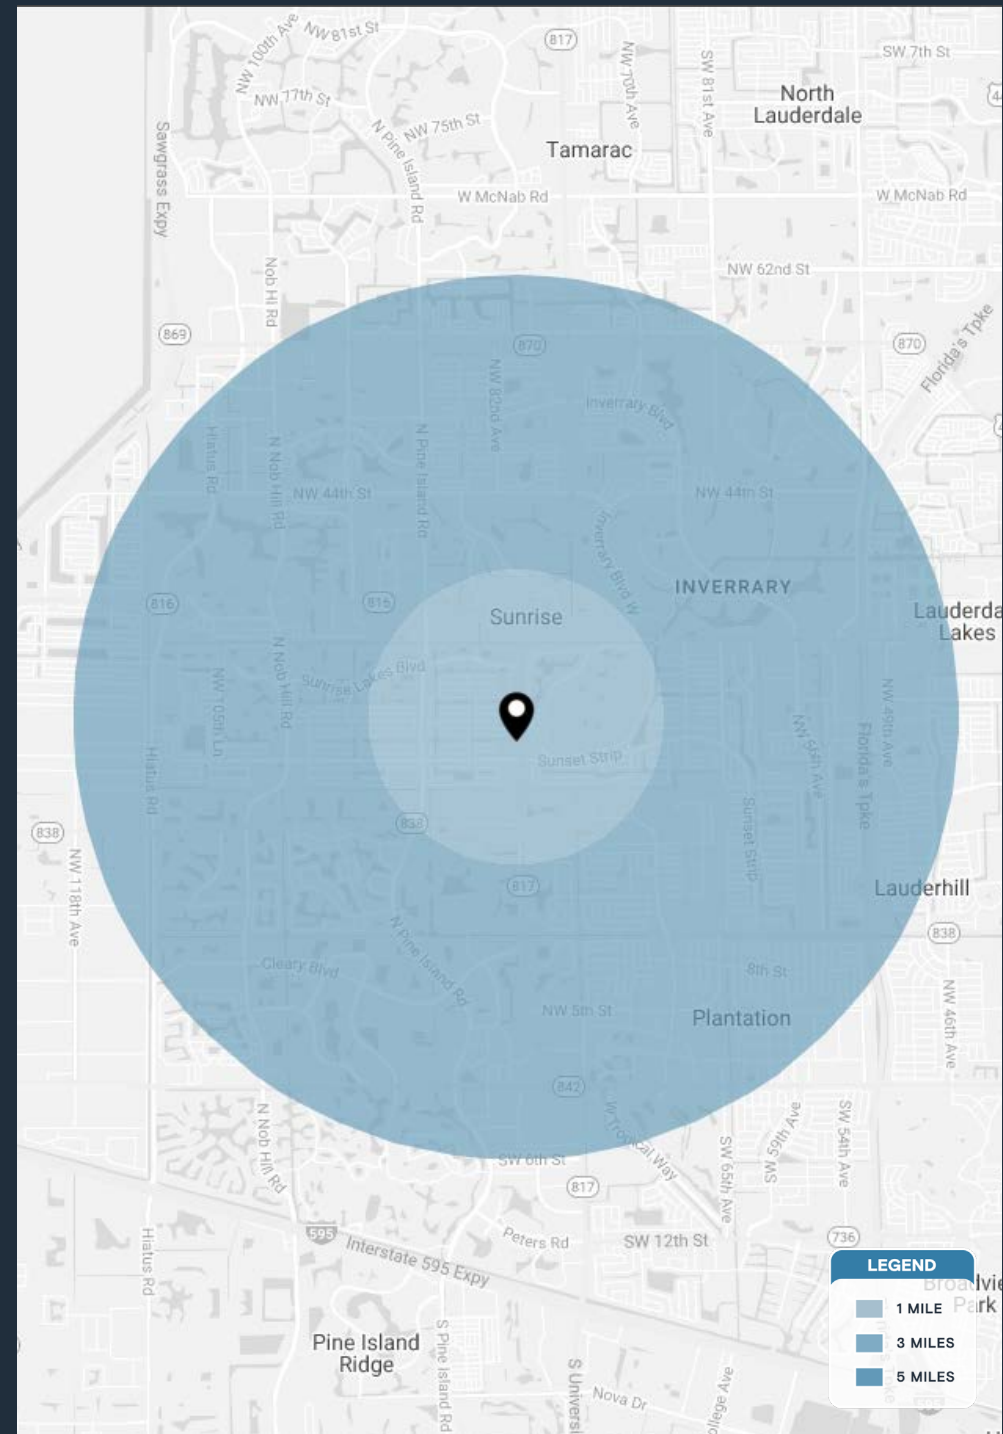 NW 100th Ave
NW 81st St
817
NW 70th Ave
SW 81st Ave
SW 7th St
NW 77th St
North
Lauderdale
Sawgrass Expy
N Pine Island Rd
NW 75th St
Tamarac
W McNab Rd
W McNab Rd
Nob Hi Rd
NW 62nd St
869
870
870
Florida's Tpke
NW 82nd Ave
Inverrary Blvd
Hiatus Rd
N Nob Hill Rd
N Pine Island Rd
NW 44th St
NW 44th St
Inverrary Blvd W
INVERRARY
816
816
Sunrise
Lauderda
Lakes
N Nob Hill Rd
Sunrise Lakes Blvd
NW 105th Ln
NW 49th Ave
Hiatus Rd
Sunset Strip
NW 56th Ave
Florida's Tpke
838
838
Sunset Strip
NW 118th Ave
817
Lauderhill
838
N Pine Island Rd
Cleary Blvd
8th St
NW 5th St
Plantation
NW 46th Ave
842
N Nob Hill Rd
W Tropical Way
SW 59th Ave
SW 54th Ave
SW 65th Ave
SW 6th St
817
595
Peters Rd
SW 12th St
736
Hiatus Rd
Interstate 595 Expy
LEGEND
Broadvie
Park
1 MILE
3 MILES
5 MILES
Pine Island
Ridge
S Pine Island Rd
S Universi
Nova Dr
ollege Ave